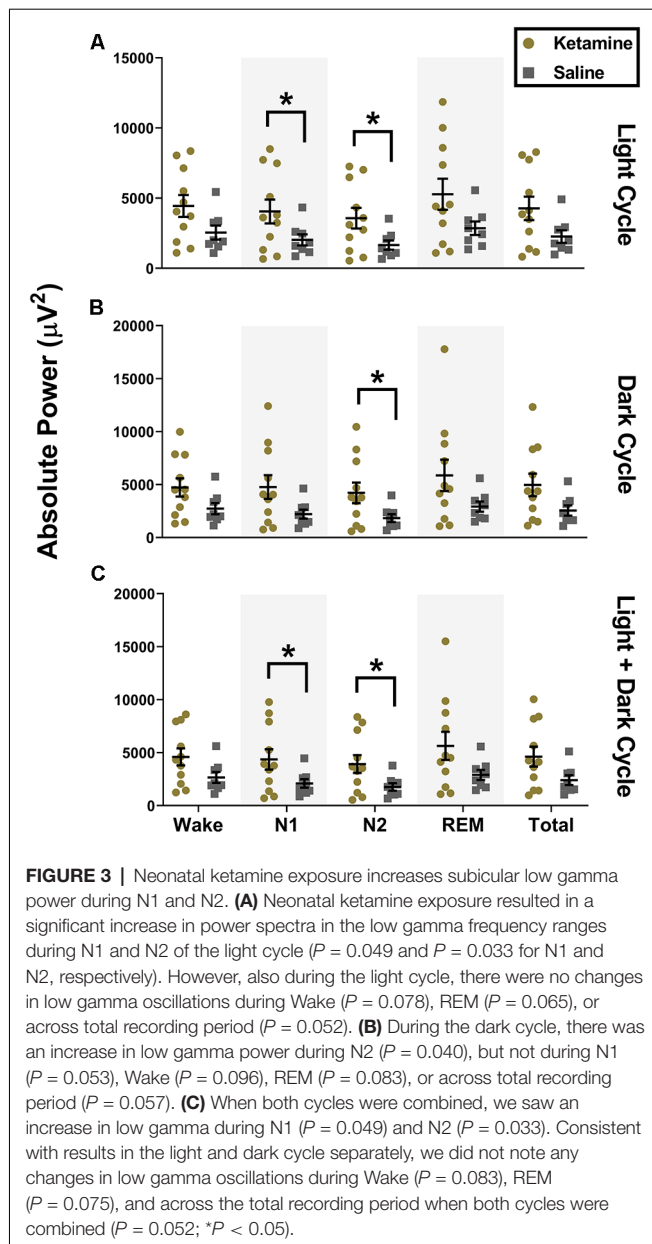 A
Ketamine
Saline
15000
10000
5000
0
*
*
Light Cycle
B
20000
15000
10000
5000
0
*
Dark Cycle
Absolute Power (µV²)
C
20000
15000
10000
5000
0
*
*
Light + Dark Cycle
Wake N1 N2 REM Total
FIGURE 3 | Neonatal ketamine exposure increases subicular low gamma
power during N1 and N2. (A) Neonatal ketamine exposure resulted in a
significant increase in power spectra in the low gamma frequency ranges
during N1 and N2 of the light cycle (P = 0.049 and P = 0.033 for N1 and
N2, respectively). However, also during the light cycle, there were no changes
in low gamma oscillations during Wake (P = 0.078), REM (P = 0.065), or
across total recording period (P = 0.052). (B) During the dark cycle, there was
an increase in low gamma power during N2 (P = 0.040), but not during N1
(P = 0.053), Wake (P = 0.096), REM (P = 0.083), or across total recording
period (P = 0.057). (C) When both cycles were combined, we saw an
increase in low gamma during N1 (P = 0.049) and N2 (P = 0.033). Consistent
with results in the light and dark cycle separately, we did not note any
changes in low gamma oscillations during Wake (P = 0.083), REM
(P = 0.075), and across the total recording period when both cycles were
combined (P = 0.052; *P < 0.05).